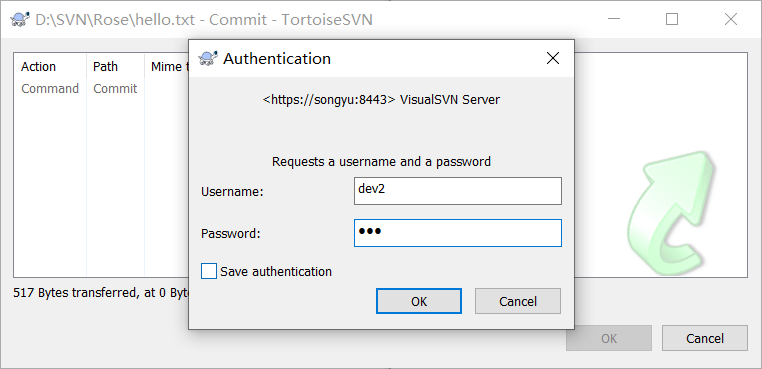 D:\SVN\Rose\hello.txt - Commit - TortoiseSVN
Action Path Mime t
Command Commit
Authentication
<https://songyu:8443> VisualSVN Server
Requests a username and a password
Username: dev2
Password: ●●●
Save authentication
OK Cancel
517 Bytes transferred, at 0 Byt
OK Cancel